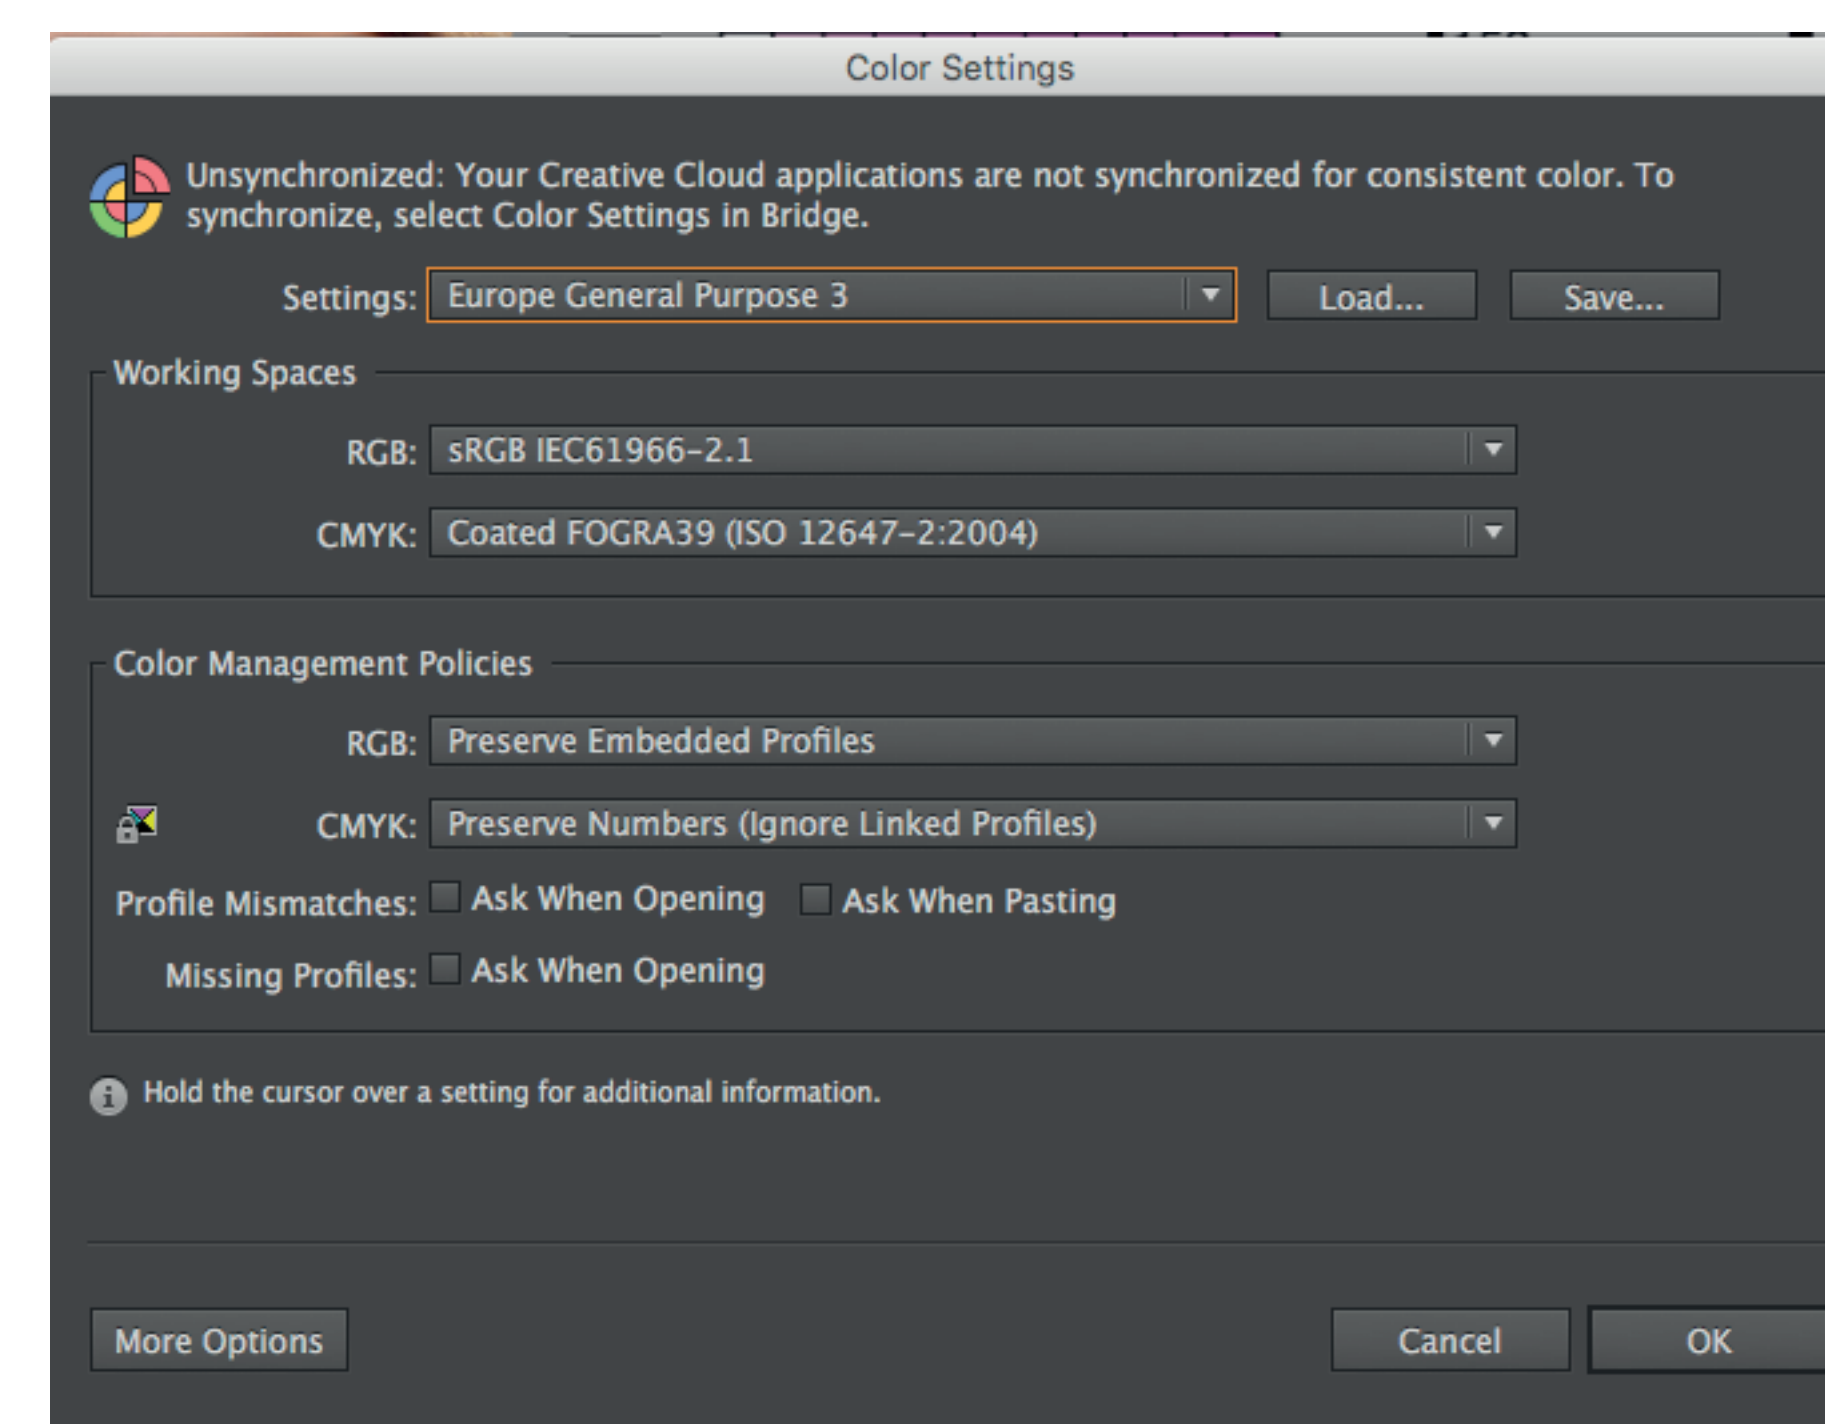 Color Settings
Unsynchronized: Your Creative Cloud applications are not synchronized for consistent color. To
synchronize, select Color Settings in Bridge.
Settings: Europe General Purpose 3 Load... Save...
Working Spaces
RGB: sRGB IEC61966-2.1
CMYK: Coated FOGRA39 (ISO 12647-2:2004)
Color Management Policies
RGB: Preserve Embedded Profiles
CMYK: Preserve Numbers (Ignore Linked Profiles)
Profile Mismatches: Ask When Opening Ask When Pasting
Missing Profiles: Ask When Opening
Hold the cursor over a setting for additional information.
More Options Cancel OK